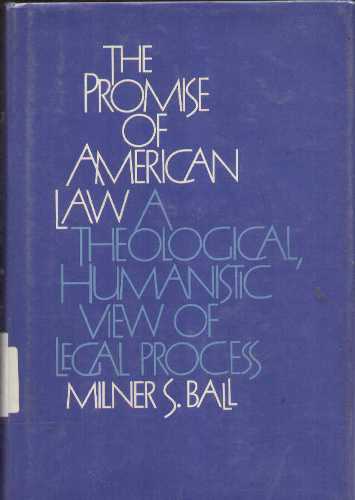 THE
PROMISE
OF
AMERICAN
LAW A
THEOLOGICAL,
HUMANISTIC
VIEW OF
LEGAL PROCESS
MILNER S. BALL